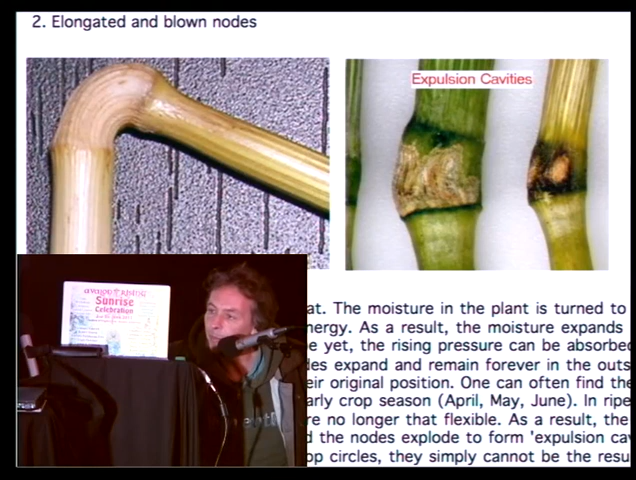 2. Elongated and blown nodes
Expulsion Cavities
AVALON RISING
Sunrise
Celebration
at. The moisture in the plant is turned to
nergy. As a result, the moisture expands
e yet, the rising pressure can be absorbed
des expand and remain forever in the outs
eir original position. One can often find the
arly crop season (April, May, June). In ripe
re no longer that flexible. As a result, the
d the nodes explode to form 'expulsion cav
op circles, they simply cannot be the resu